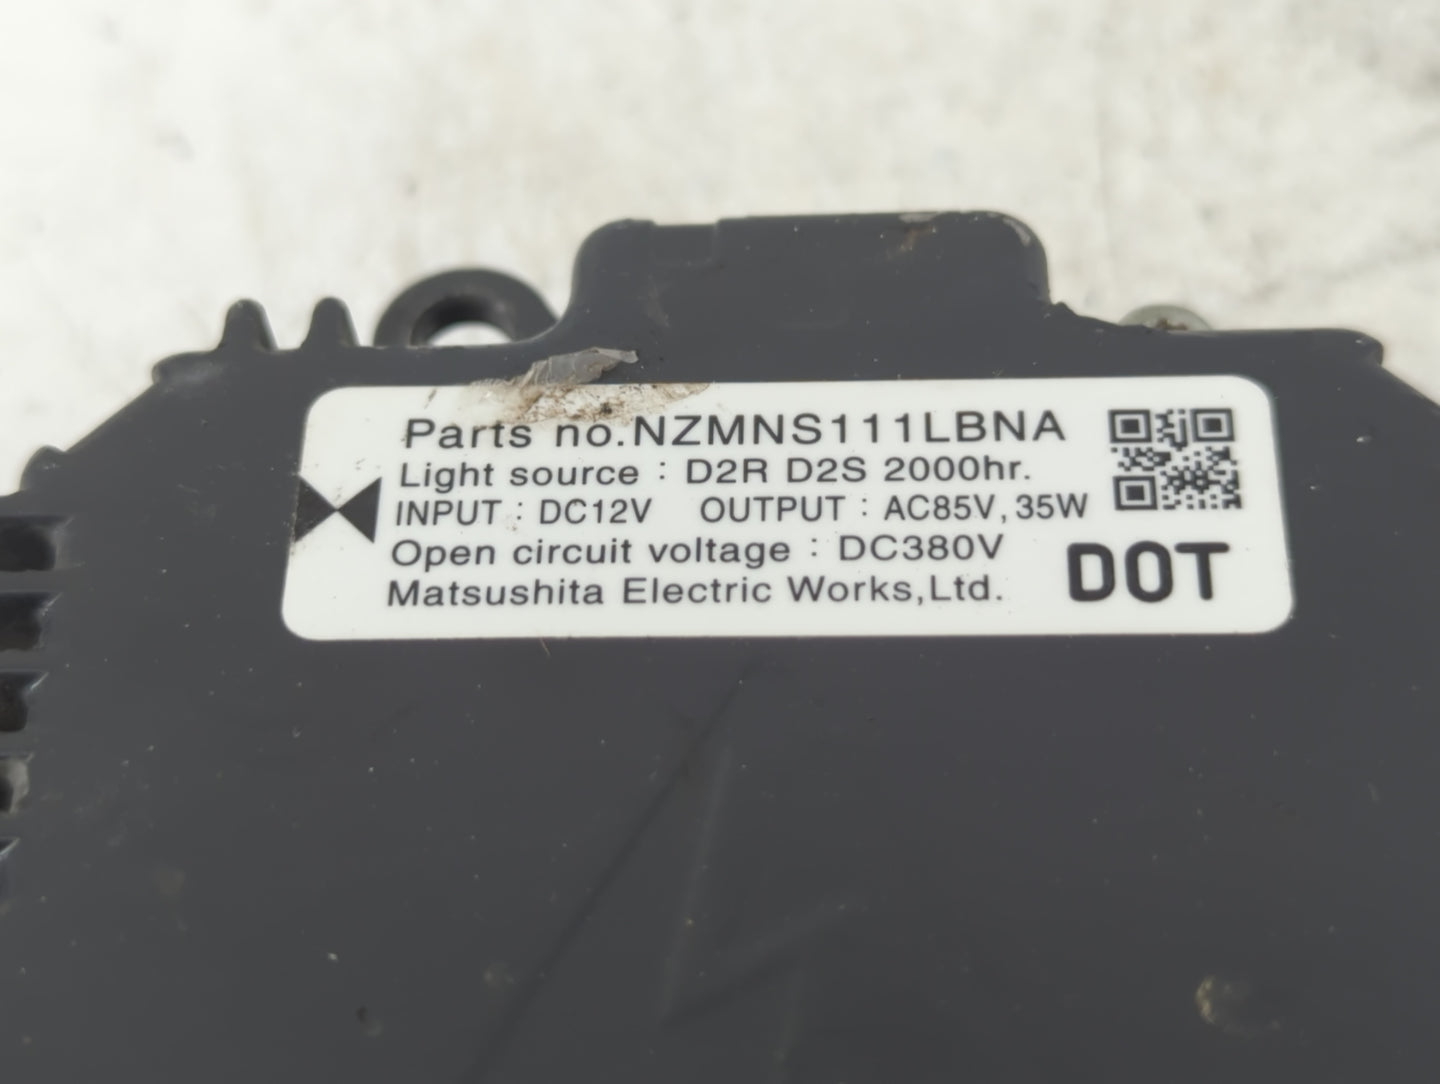 Parts no.NZMNS111LBNA
Light source : D2R D2S 2000hr.
INPUT : DC12V OUTPUT : AC85V, 35W
Open circuit voltage : DC380V
Matsushita Electric Works,Ltd.
DOT